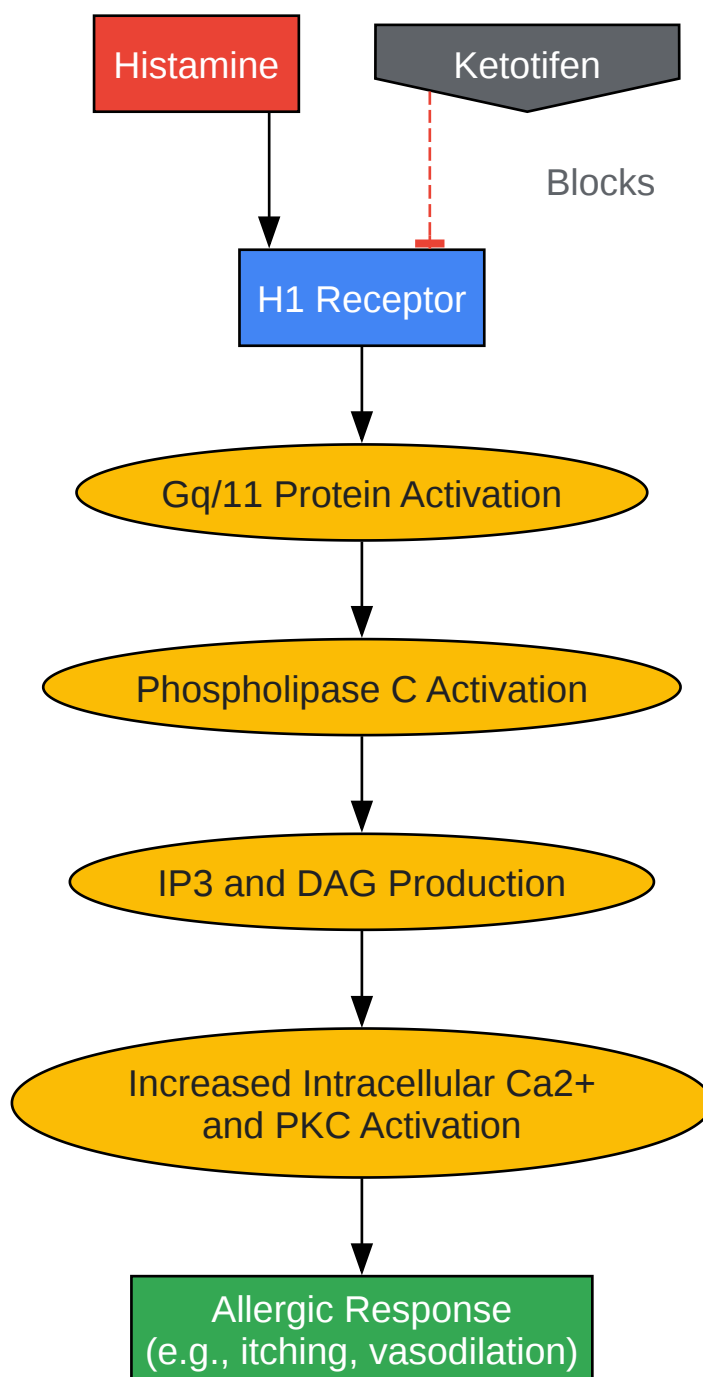 Histamine
Ketotifen
Blocks
H1 Receptor
Gq/11 Protein Activation
Phospholipase C Activation
IP3 and DAG Production
Increased Intracellular Ca2+
and PKC Activation
Allergic Response
(e.g., itching, vasodilation)